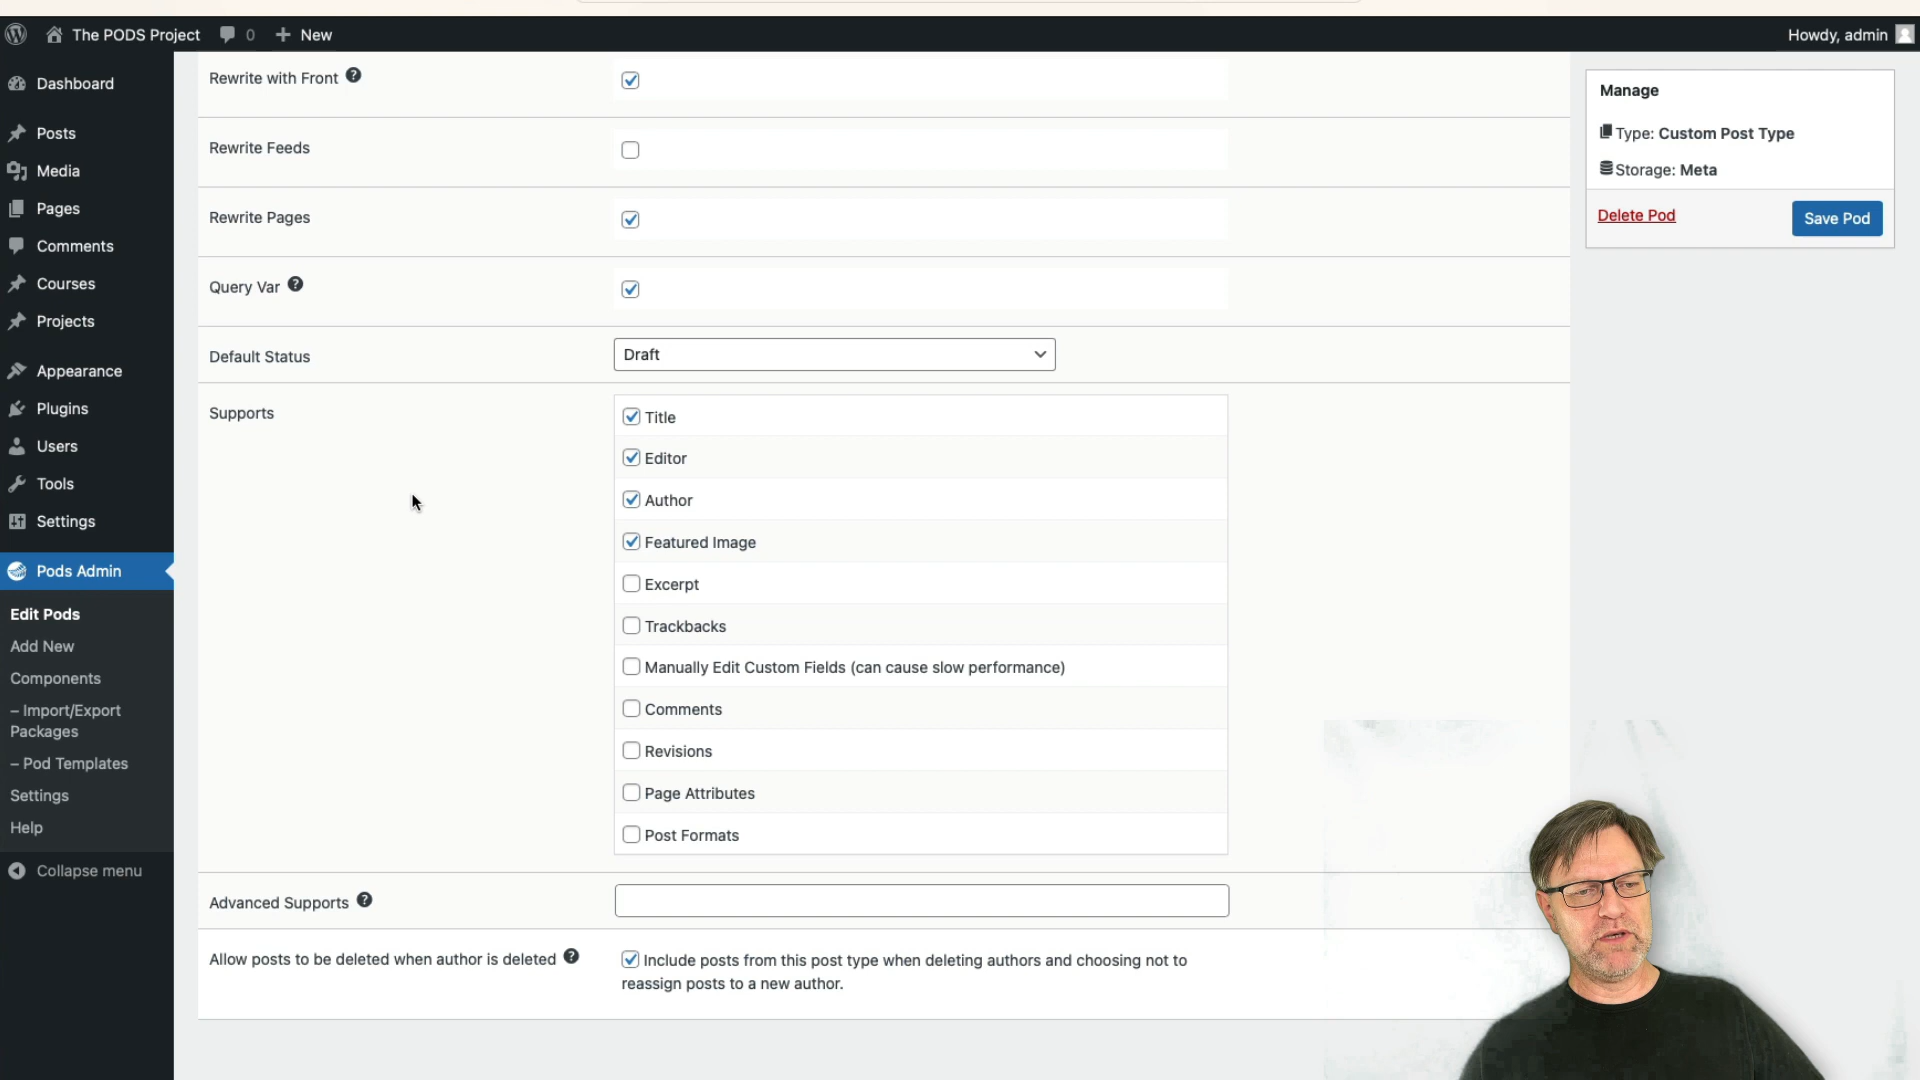 The PODS Project 0 New Howdy, admin
Dashboard
Posts
Media
Pages
Comments
Courses
Projects
Appearance
Plugins
Users
Tools
Settings
Pods Admin
Edit Pods
Add New
Components
– Import/Export
Packages
– Pod Templates
Settings
Help
Collapse menu
Rewrite with Front ?
Rewrite Feeds
Rewrite Pages
Query Var ?
Default Status
Draft
Supports
Title
Editor
Author
Featured Image
Excerpt
Trackbacks
Manually Edit Custom Fields (can cause slow performance)
Comments
Revisions
Page Attributes
Post Formats
Advanced Supports ?
Allow posts to be deleted when author is deleted ?
Include posts from this post type when deleting authors and choosing not to
reassign posts to a new author.
Manage
Type: Custom Post Type
Storage: Meta
Delete Pod
Save Pod